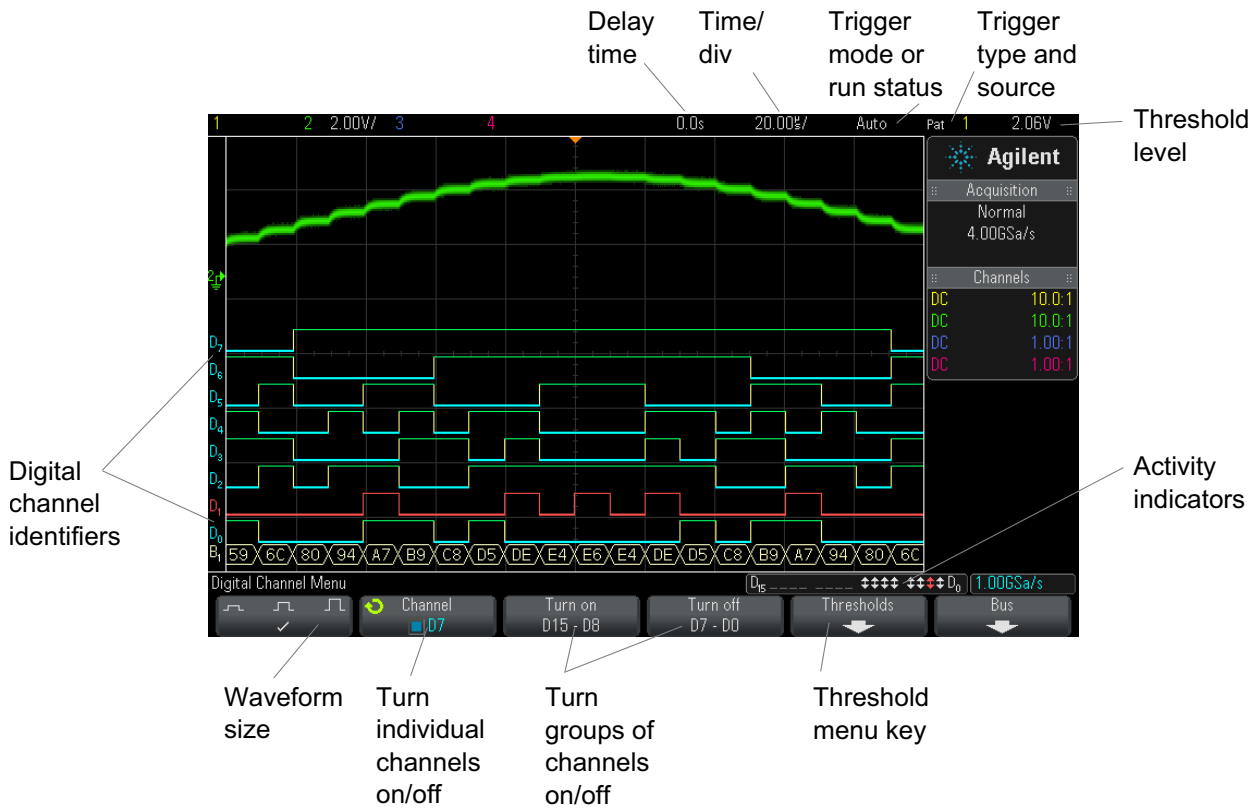 Delay
time
Time/
div
Trigger
mode or
run status
Trigger
type and
source
Threshold
level
1 2 2.00V/ 3 4 0.0s 20.00㎲/ Auto Pat 1 2.06V
Agilent
Acquisition
Normal
4.00GSa/s
Channels
DC 10.0:1
DC 10.0:1
DC 1.00:1
DC 1.00:1
2
D7
D6
D5
D4
D3
D2
D1
D0
B1 59 6C 80 94 A7 B9 C8 D5 DE E4 E6 E4 DE D5 C8 B9 A7 94 80 6C
Digital
channel
identifiers
Activity
indicators
Digital Channel Menu
D15 D0 1.00GSa/s
Channel
D7
Turn on
D15 - D8
Turn off
D7 - D0
Thresholds
Bus
Waveform
size
Turn
individual
channels
on/off
Turn
groups of
channels
on/off
Threshold
menu key